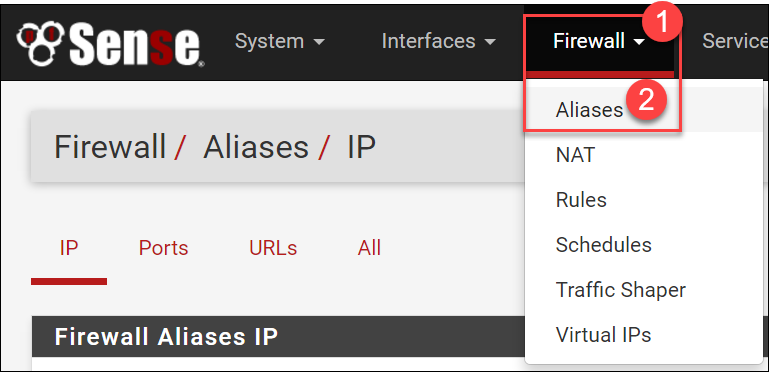 Sense®
System
Interfaces
Firewall
1
Service
Aliases
2
NAT
Rules
Schedules
Traffic Shaper
Virtual IPs
Firewall / Aliases / IP
IP
Ports
URLs
All
Firewall Aliases IP